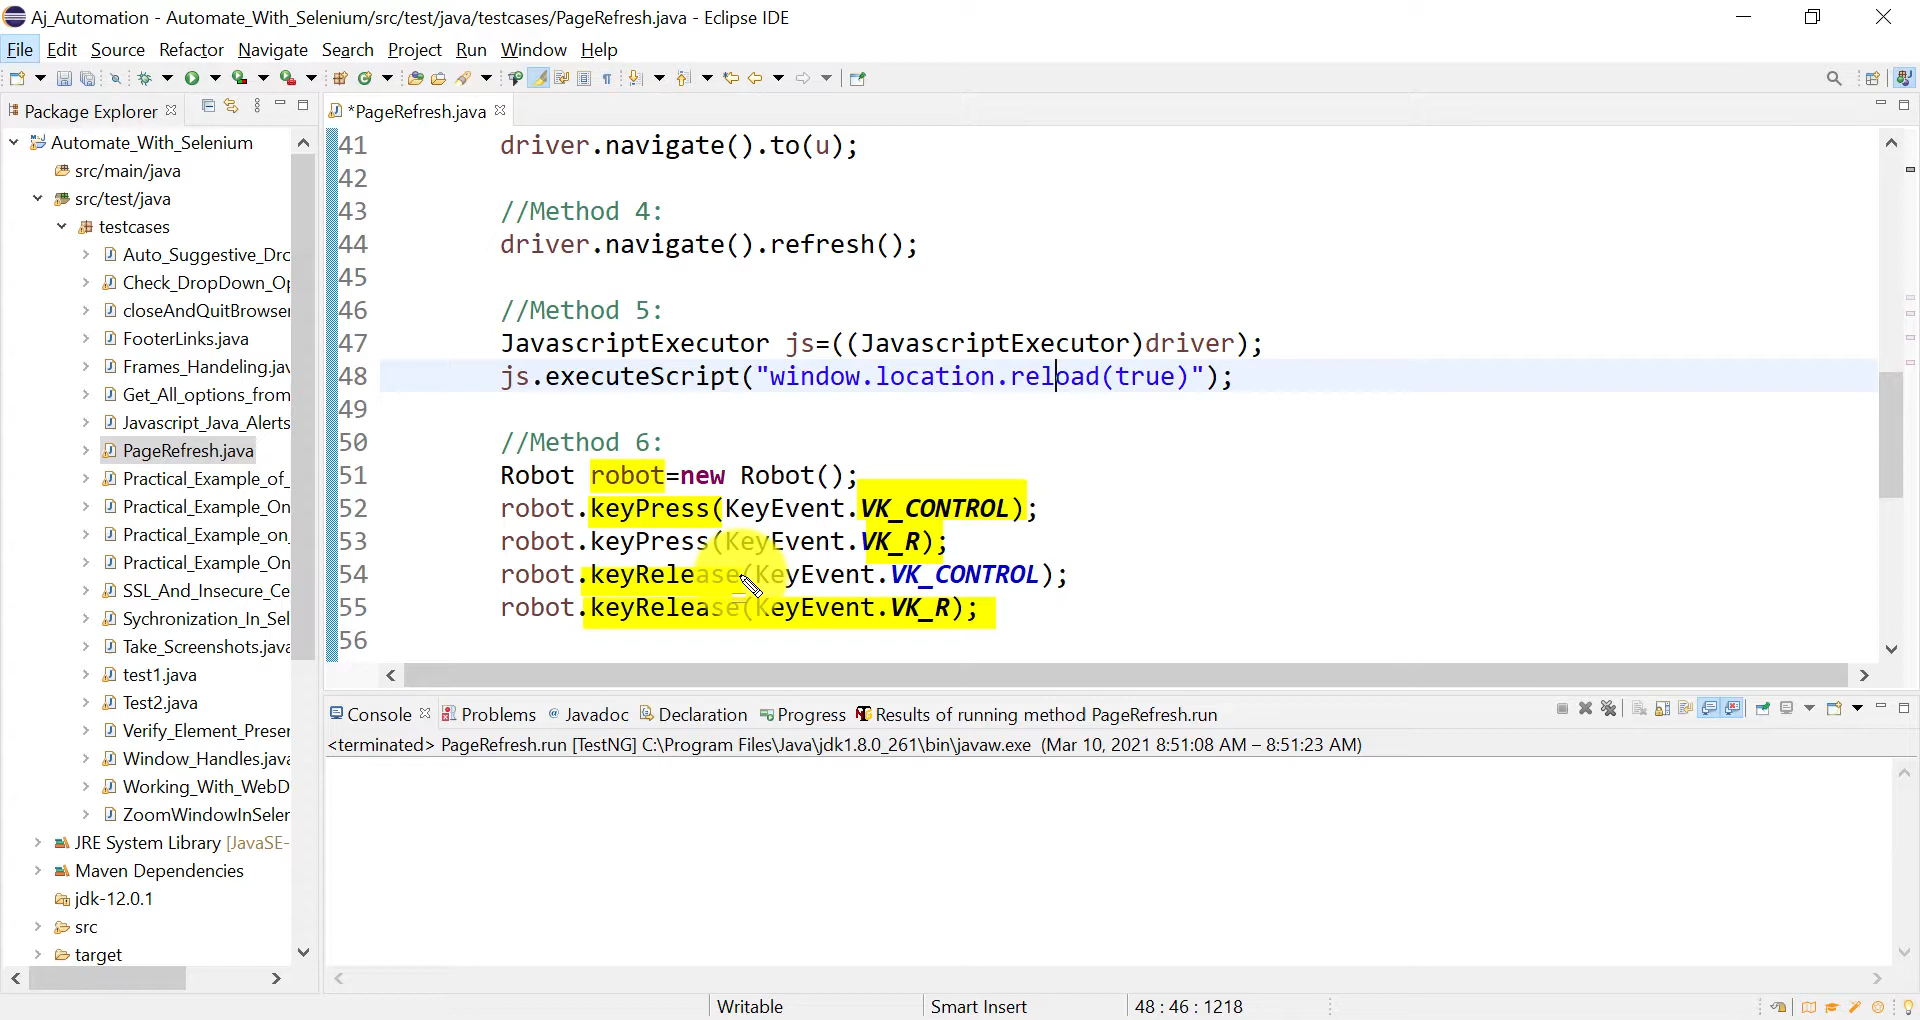 Aj_Automation - Automate_With_Selenium/src/test/java/testcases/PageRefresh.java - Eclipse IDE
File Edit Source Refactor Navigate Search Project Run Window Help
Package Explorer
*PageRefresh.java
Automate_With_Selenium
src/main/java
src/test/java
testcases
Auto_Suggestive_Dro
Check_DropDown_Op
closeAndQuitBrowser
FooterLinks.java
Frames_Handeling.jav
Get_All_options_from
Javascript_Java_Alerts
PageRefresh.java
Practical_Example_of_
Practical_Example_On
Practical_Example_on_
Practical_Example_On
SSL_And_Insecure_Ce
Sychronization_In_Sel
Take_Screenshots.java
test1.java
Test2.java
Verify_Element_Preser
Window_Handles.java
Working_With_WebD
ZoomWindowInSeler
JRE System Library [JavaSE-
Maven Dependencies
jdk-12.0.1
src
target
41 driver.navigate().to(u);
42
43 //Method 4:
44 driver.navigate().refresh();
45
46 //Method 5:
47 JavascriptExecutor js=((JavascriptExecutor)driver);
48 js.executeScript("window.location.reload(true)");
49
50 //Method 6:
51 Robot robot=new Robot();
52 robot.keyPress(KeyEvent.VK_CONTROL);
53 robot.keyPress(KeyEvent.VK_R);
54 robot.keyRelease(KeyEvent.VK_CONTROL);
55 robot.keyRelease(KeyEvent.VK_R);
56
Console Problems Javadoc Declaration Progress Results of running method PageRefresh.run
<terminated> PageRefresh.run [TestNG] C:\Program Files\Java\jdk1.8.0_261\bin\javaw.exe (Mar 10, 2021 8:51:08 AM – 8:51:23 AM)
Writable Smart Insert 48 : 46 : 1218